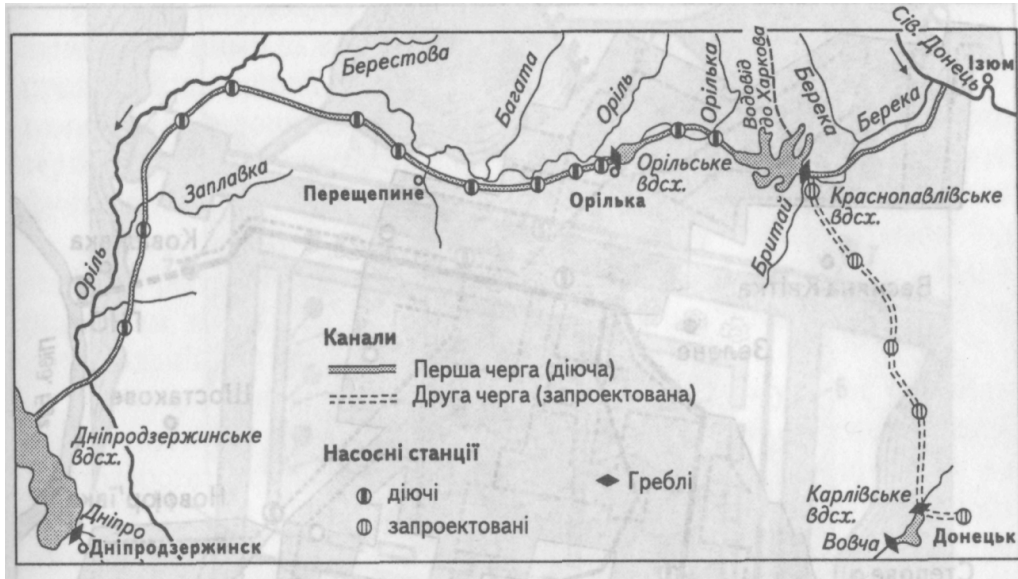 Сів. Донець
Ізюм
Берека
Берека
Водовід
до Харкова
Орілька
Оріль
Багата
Берестова
Заплавка
Перещепине
Орілька
Орільське
вдсх.
Краснопавлівське
вдсх.
Бритай
Оріль
Канали
Перша черга (діюча)
Друга черга (запроектована)
Насосні станції
діючі
запроектовані
Греблі
Дніпродзержинське
вдсх.
Дніпро
Дніпродзержинск
Карлівське
вдсх.
Вовча
Донецьк